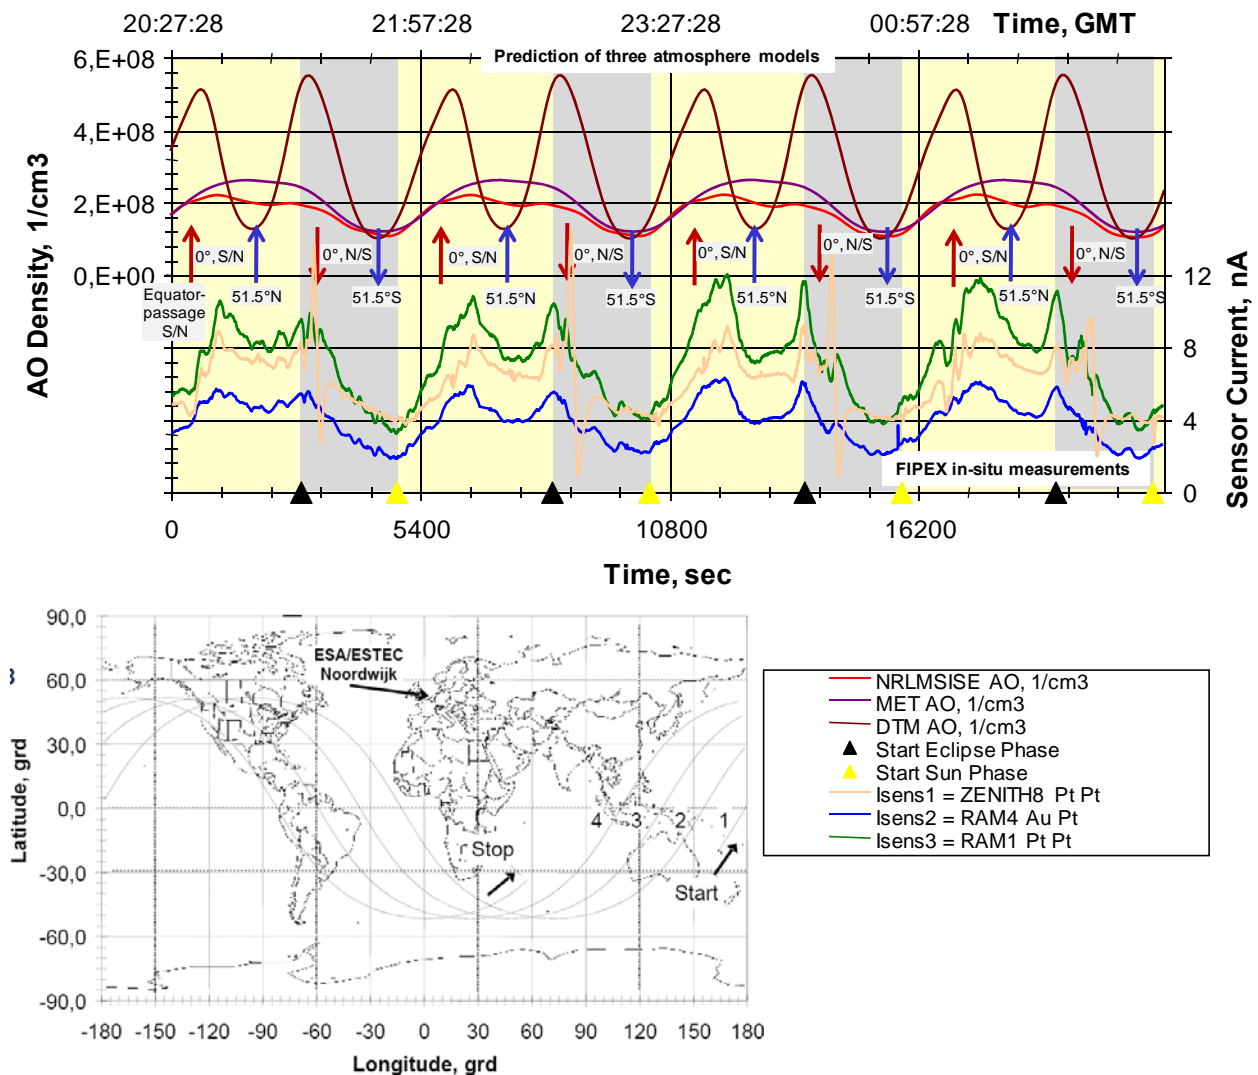 20:27:28 21:57:28 23:27:28 00:57:28 Time, GMT
Prediction of three atmosphere models
6,E+08
4,E+08
2,E+08
0,E+00
AO Density, 1/cm3
0°, S/N 0°, N/S 0°, S/N 0°, N/S 0°, S/N 0°, N/S 0°, S/N 0°, N/S
Equator-
passage
S/N
51.5°N 51.5°S 51.5°N 51.5°S 51.5°N 51.5°S 51.5°N 51.5°S
12
8
4
0
Sensor Current, nA
FIPEX in-situ measurements
0 5400 10800 16200
Time, sec
90,0
60,0
30,0
0,0
-30,0
-60,0
-90,0
Latitude, grd
ESA/ESTEC
Noordwijk
4 3 2 1
Stop
Start
-180 -150 -120 -90 -60 -30 0 30 60 90 120 150 180
Longitude, grd
NRLMSISE AO, 1/cm3
MET AO, 1/cm3
DTM AO, 1/cm3
Start Eclipse Phase
Start Sun Phase
Isens1 = ZENITH8 Pt Pt
Isens2 = RAM4 Au Pt
Isens3 = RAM1 Pt Pt